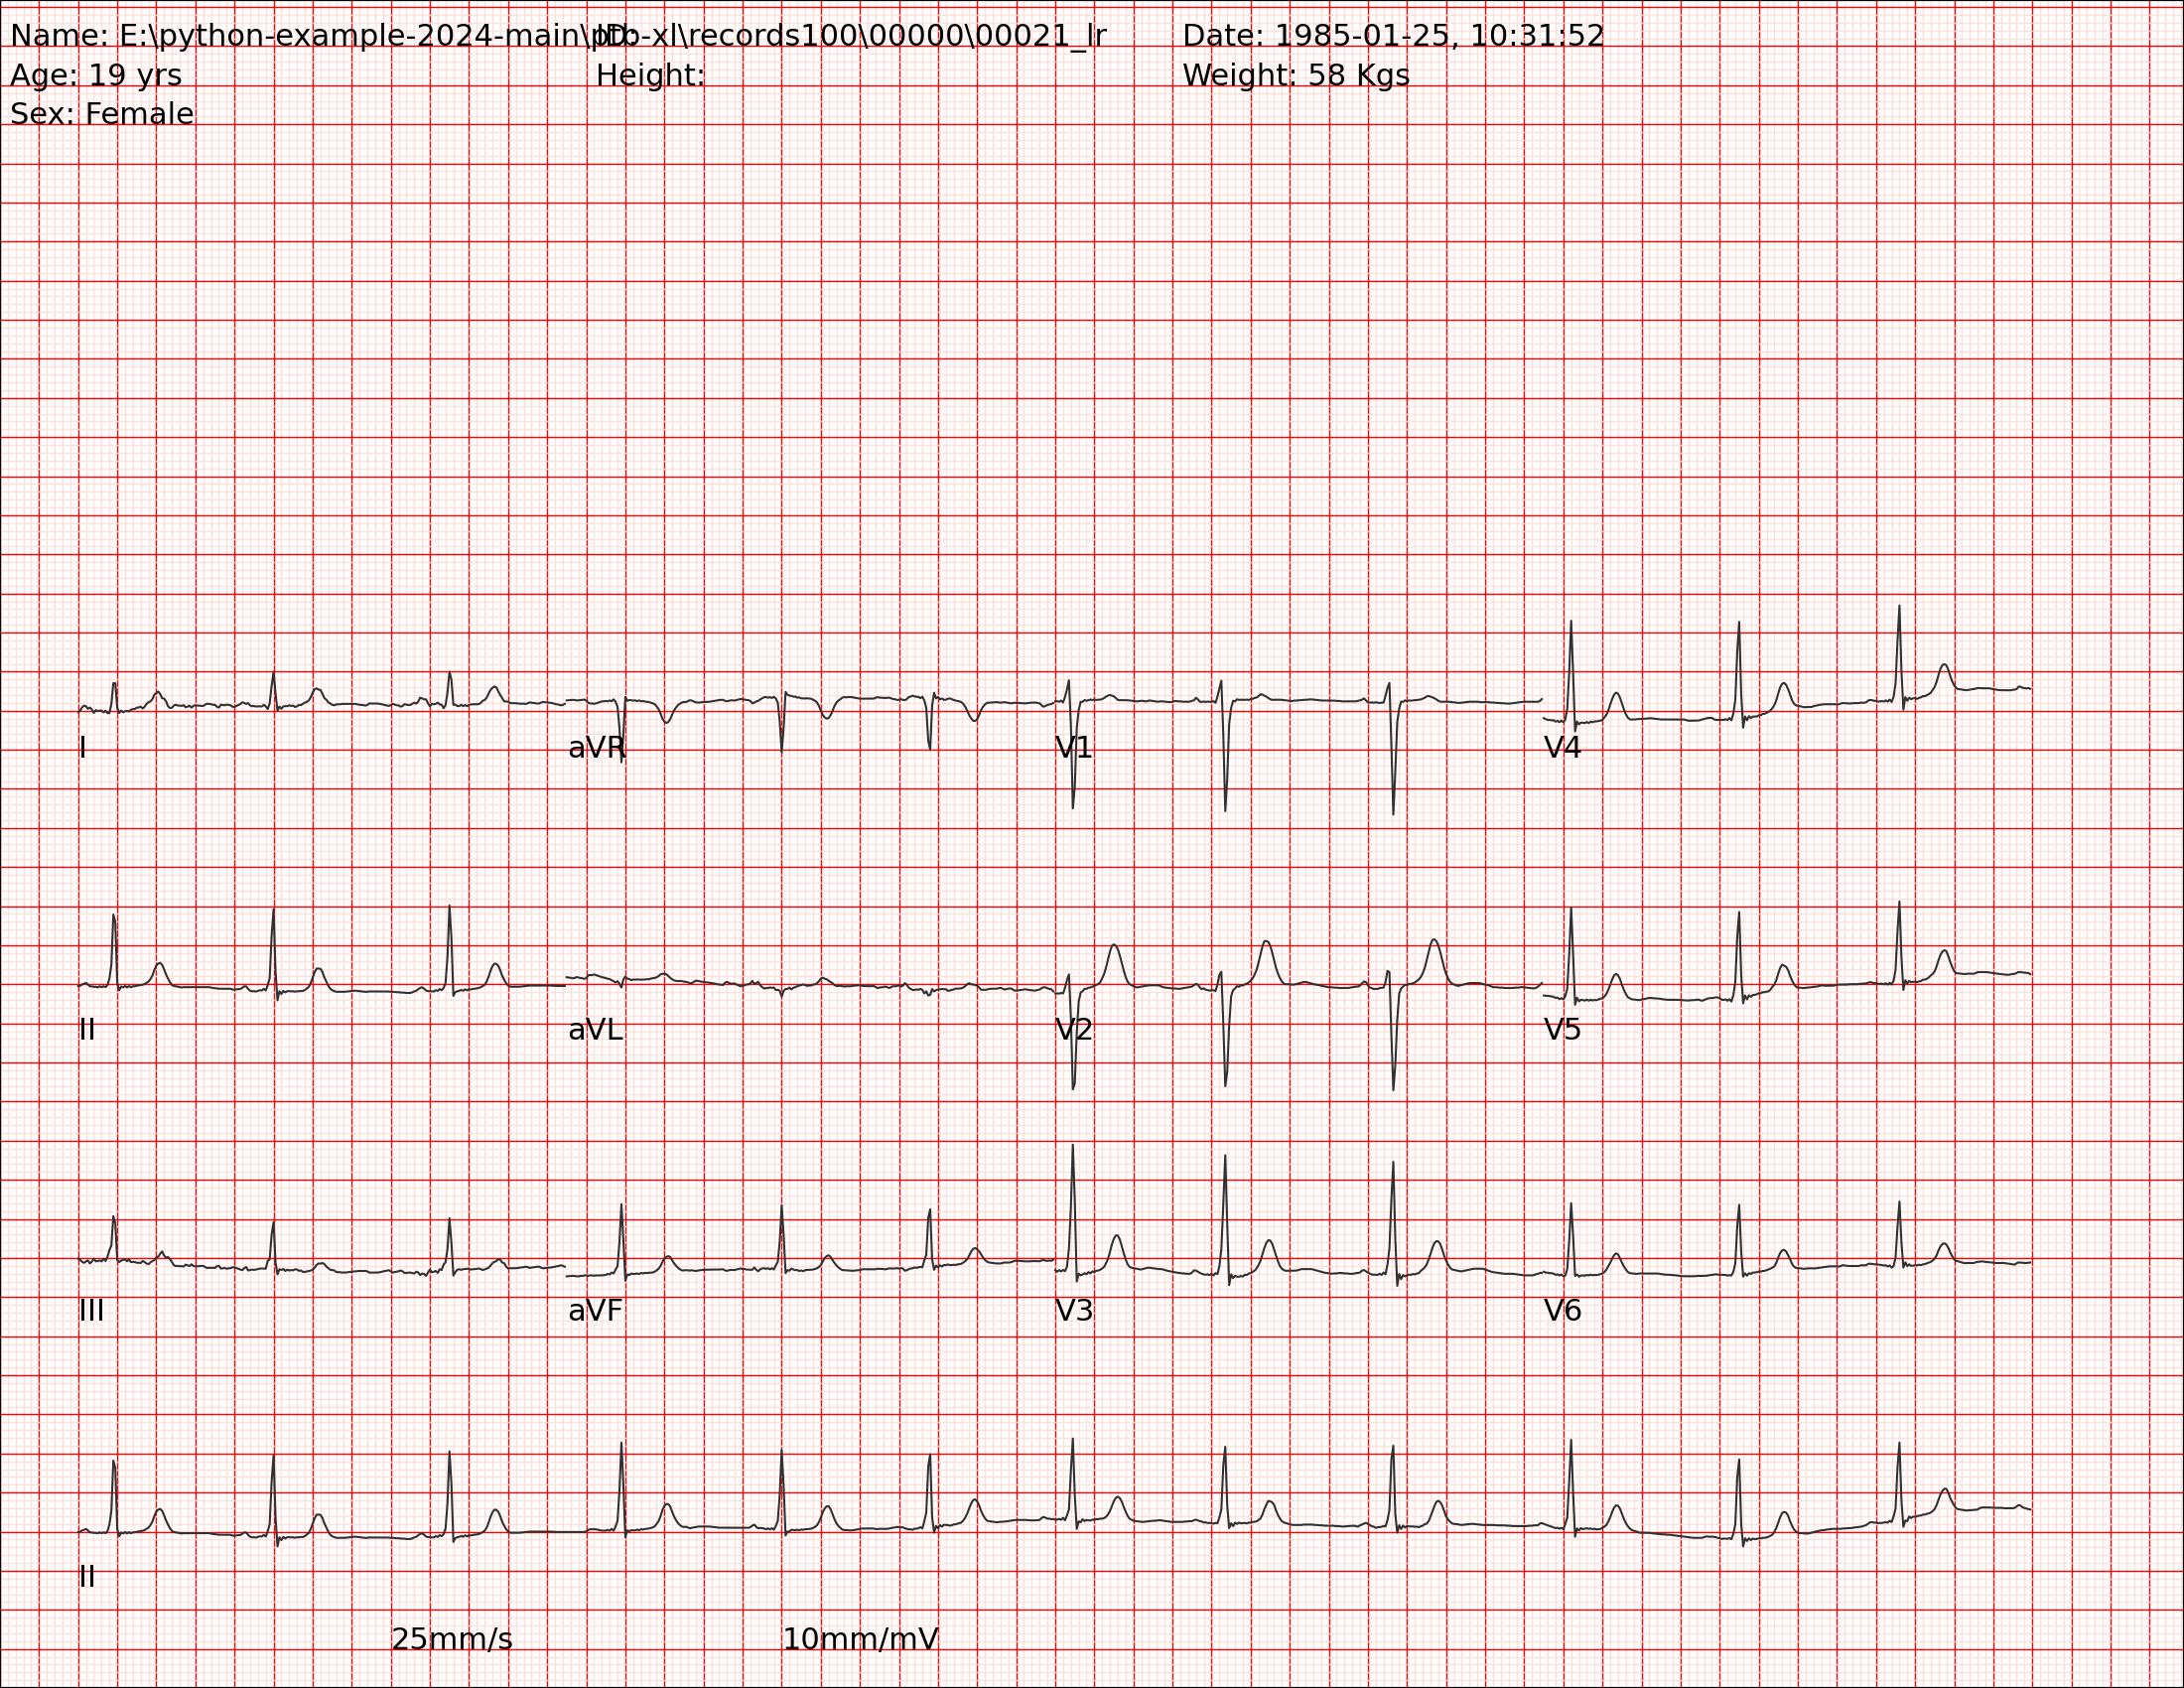 Name: E:\python-example-2024-main\ptb-xl\records100\00000\00021_lr
ID:
Date: 1985-01-25, 10:31:52
Age: 19 yrs
Height:
Weight: 58 Kgs
Sex: Female
I aVR V1 V4
II aVL V2 V5
III aVF V3 V6
II
25mm/s 10mm/mV